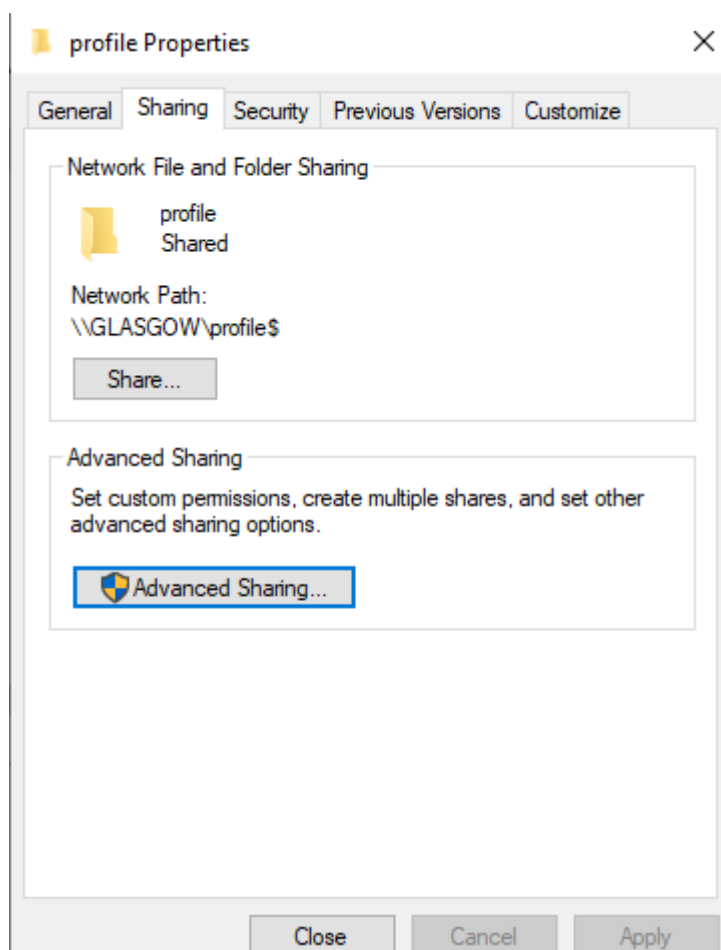 profile Properties
General Sharing Security Previous Versions Customize
Network File and Folder Sharing
profile
Shared
Network Path:
\\GLASGOW\profile$
Share...
Advanced Sharing
Set custom permissions, create multiple shares, and set other
advanced sharing options.
Advanced Sharing...
Close Cancel Apply